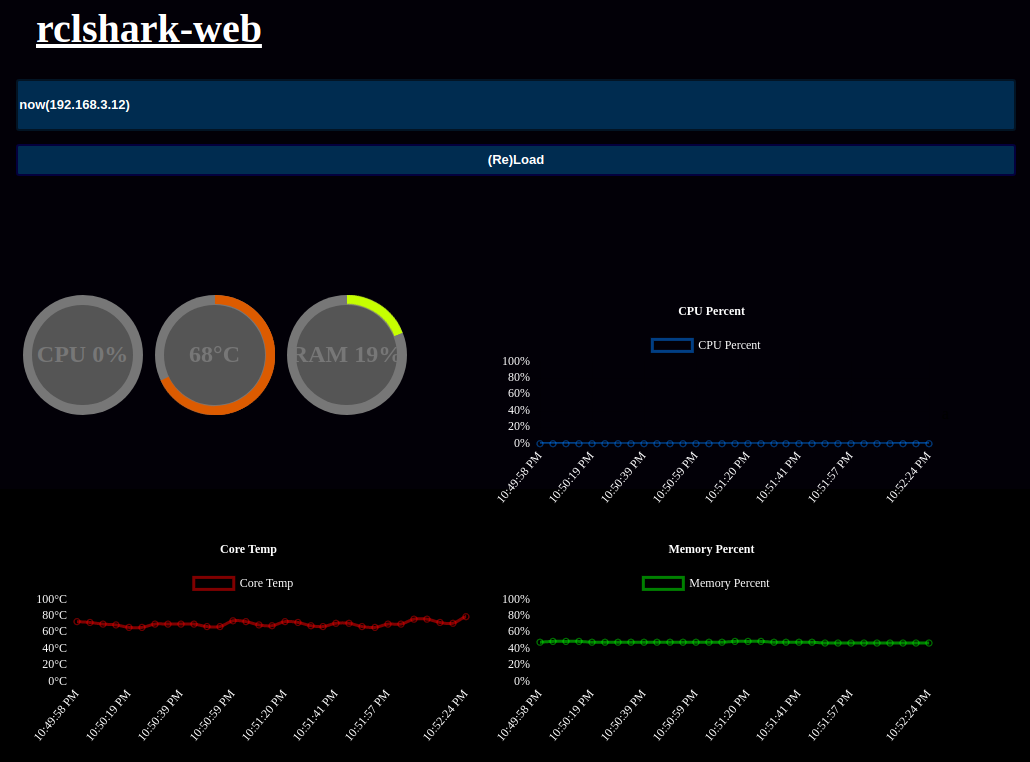 rclshark-web
now(192.168.3.12)
(Re)Load
CPU 0%
68°C
RAM 19%
CPU Percent
CPU Percent
100%
80%
60%
40%
20%
0%
10:49:58 PM
10:50:19 PM
10:50:39 PM
10:50:59 PM
10:51:20 PM
10:51:41 PM
10:51:57 PM
10:52:24 PM
Core Temp
Core Temp
100°C
80°C
60°C
40°C
20°C
0°C
10:49:58 PM
10:50:19 PM
10:50:39 PM
10:50:59 PM
10:51:20 PM
10:51:41 PM
10:51:57 PM
10:52:24 PM
Memory Percent
Memory Percent
100%
80%
60%
40%
20%
0%
10:49:58 PM
10:50:19 PM
10:50:39 PM
10:50:59 PM
10:51:20 PM
10:51:41 PM
10:51:57 PM
10:52:24 PM